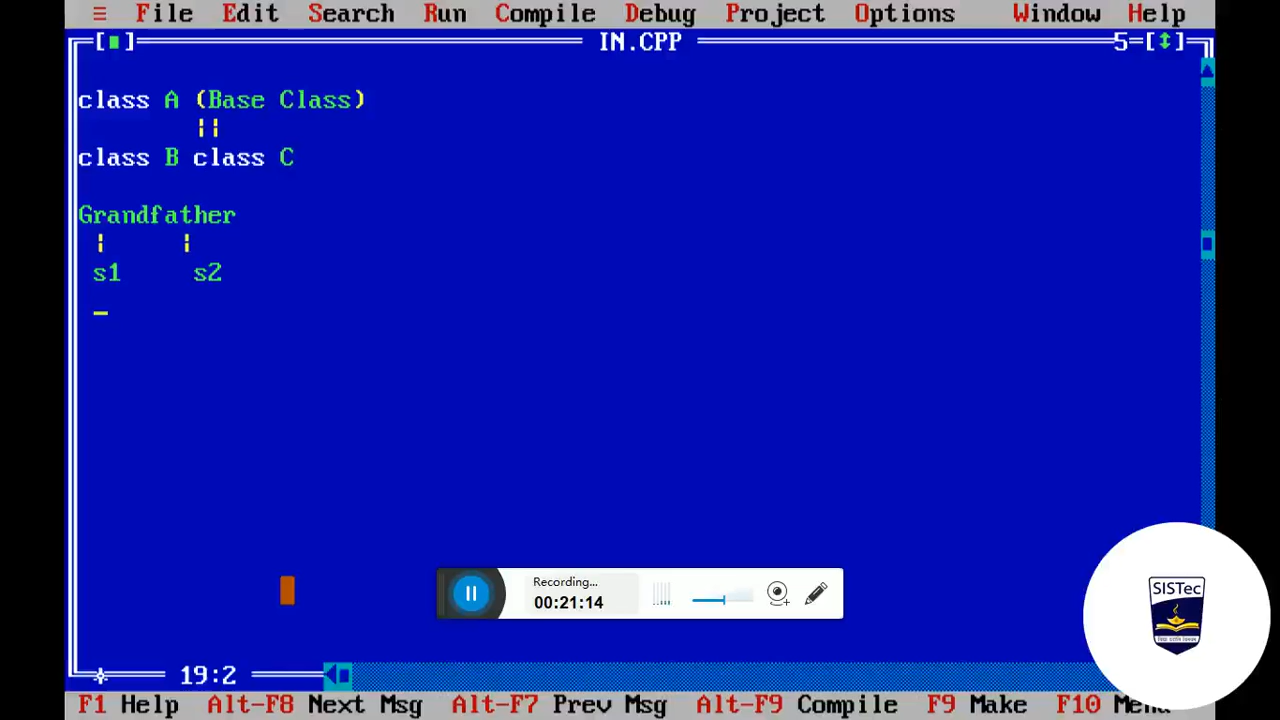 ≡ File Edit Search Run Compile Debug Project Options Window Help
[■] IN.CPP 5=[↕]
class A (Base Class)
¦¦
class B class C
Grandfather
¦ ¦
s1 s2
_
Recording...
00:21:14
SISTec
19:2
F1 Help Alt-F8 Next Msg Alt-F7 Prev Msg Alt-F9 Compile F9 Make F10 Menu